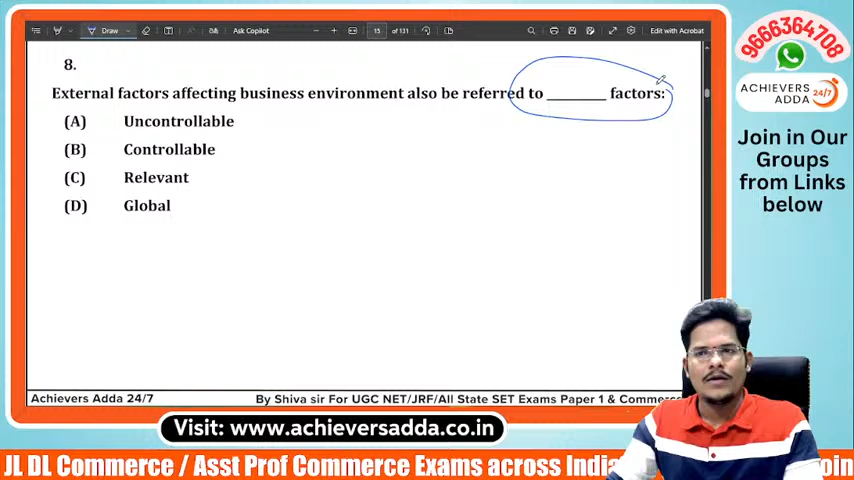 Draw
Ask Copilot
15 of 131
Edit with Acrobat
8.
External factors affecting business environment also be referred to ________ factors:
(A) Uncontrollable
(B) Controllable
(C) Relevant
(D) Global
Achievers Adda 24/7
By Shiva sir For UGC NET/JRF/All State SET Exams Paper 1 & Commerc
9666364708
ACHIEVERS
ADDA 24/7
Join in Our
Groups
from Links
below
Visit: www.achieversadda.co.in
JL DL Commerce / Asst Prof Commerce Exams across India
oin